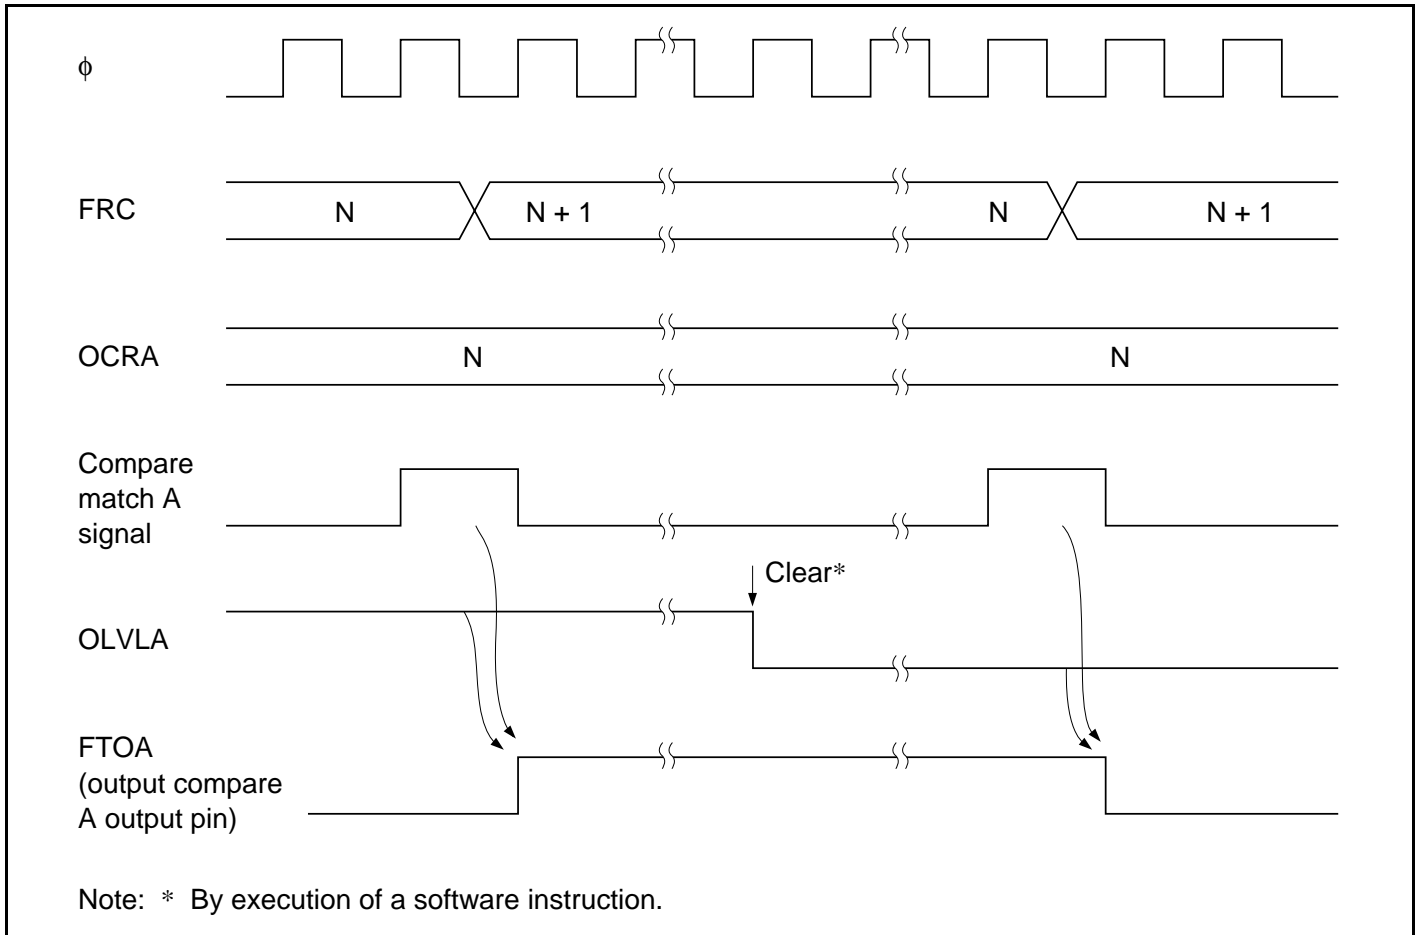 ϕ
FRC
N
N + 1
N
N + 1
OCRA
N
N
Compare
match A
signal
Clear*
OLVLA
FTOA
(output compare
A output pin)
Note: * By execution of a software instruction.